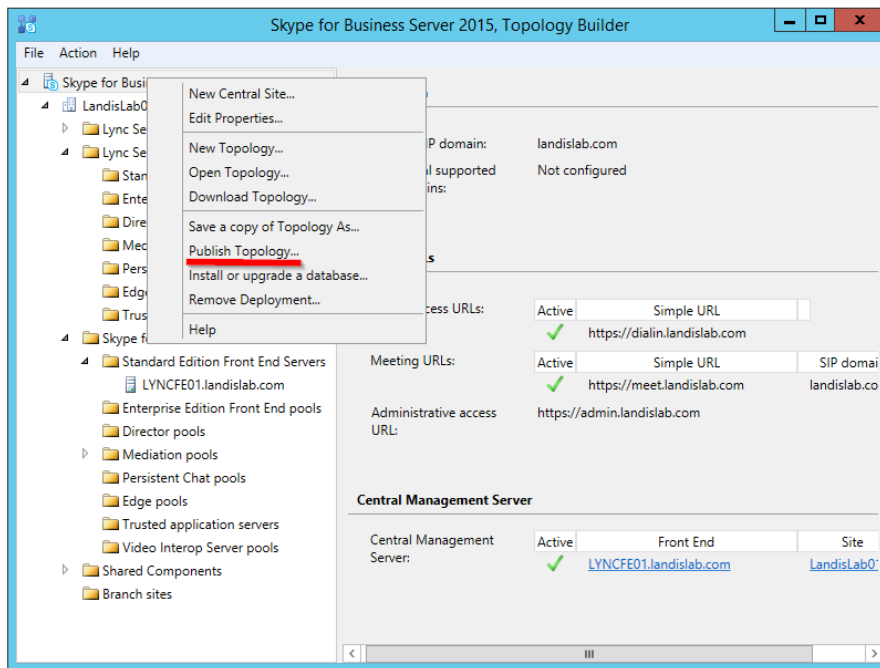 Skype for Business Server 2015, Topology Builder
File Action Help
Skype for Busi
LandisLab0
Lync Se
Lync Se
Stan
Ente
Dire
Med
Pers
Edg
Trus
Skype f
Standard Edition Front End Servers
LYNCFE01.landislab.com
Enterprise Edition Front End pools
Director pools
Mediation pools
Persistent Chat pools
Edge pools
Trusted application servers
Video Interop Server pools
Shared Components
Branch sites
New Central Site...
Edit Properties...
New Topology...
Open Topology...
Download Topology...
Save a copy of Topology As...
Publish Topology...
Install or upgrade a database...
Remove Deployment...
Help
IP domain: landislab.com
l supported Not configured
ins:
s
cess URLs: Active Simple URL
https://dialin.landislab.com
Meeting URLs: Active Simple URL SIP domai
https://meet.landislab.com landislab.co
Administrative access https://admin.landislab.com
URL:
Central Management Server
Central Management Active Front End Site
Server: LYNCFE01.landislab.com LandisLab01